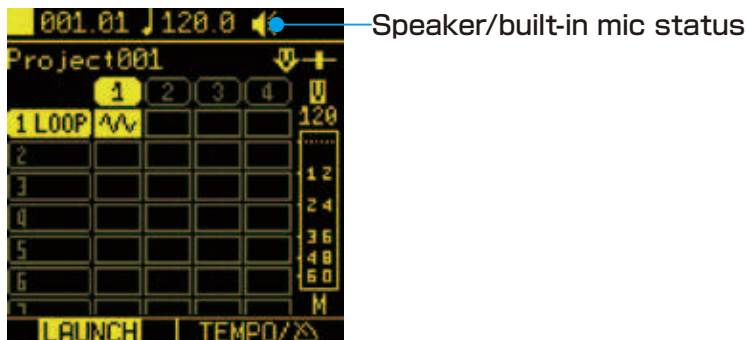 001.01 ♩120.0 Speaker/built-in mic status
Project001 V
1 2 3 4 V
1 LOOP 120
2
3 12
4 24
5 36
48
6 60
7 M
LAUNCH | TEMPO/